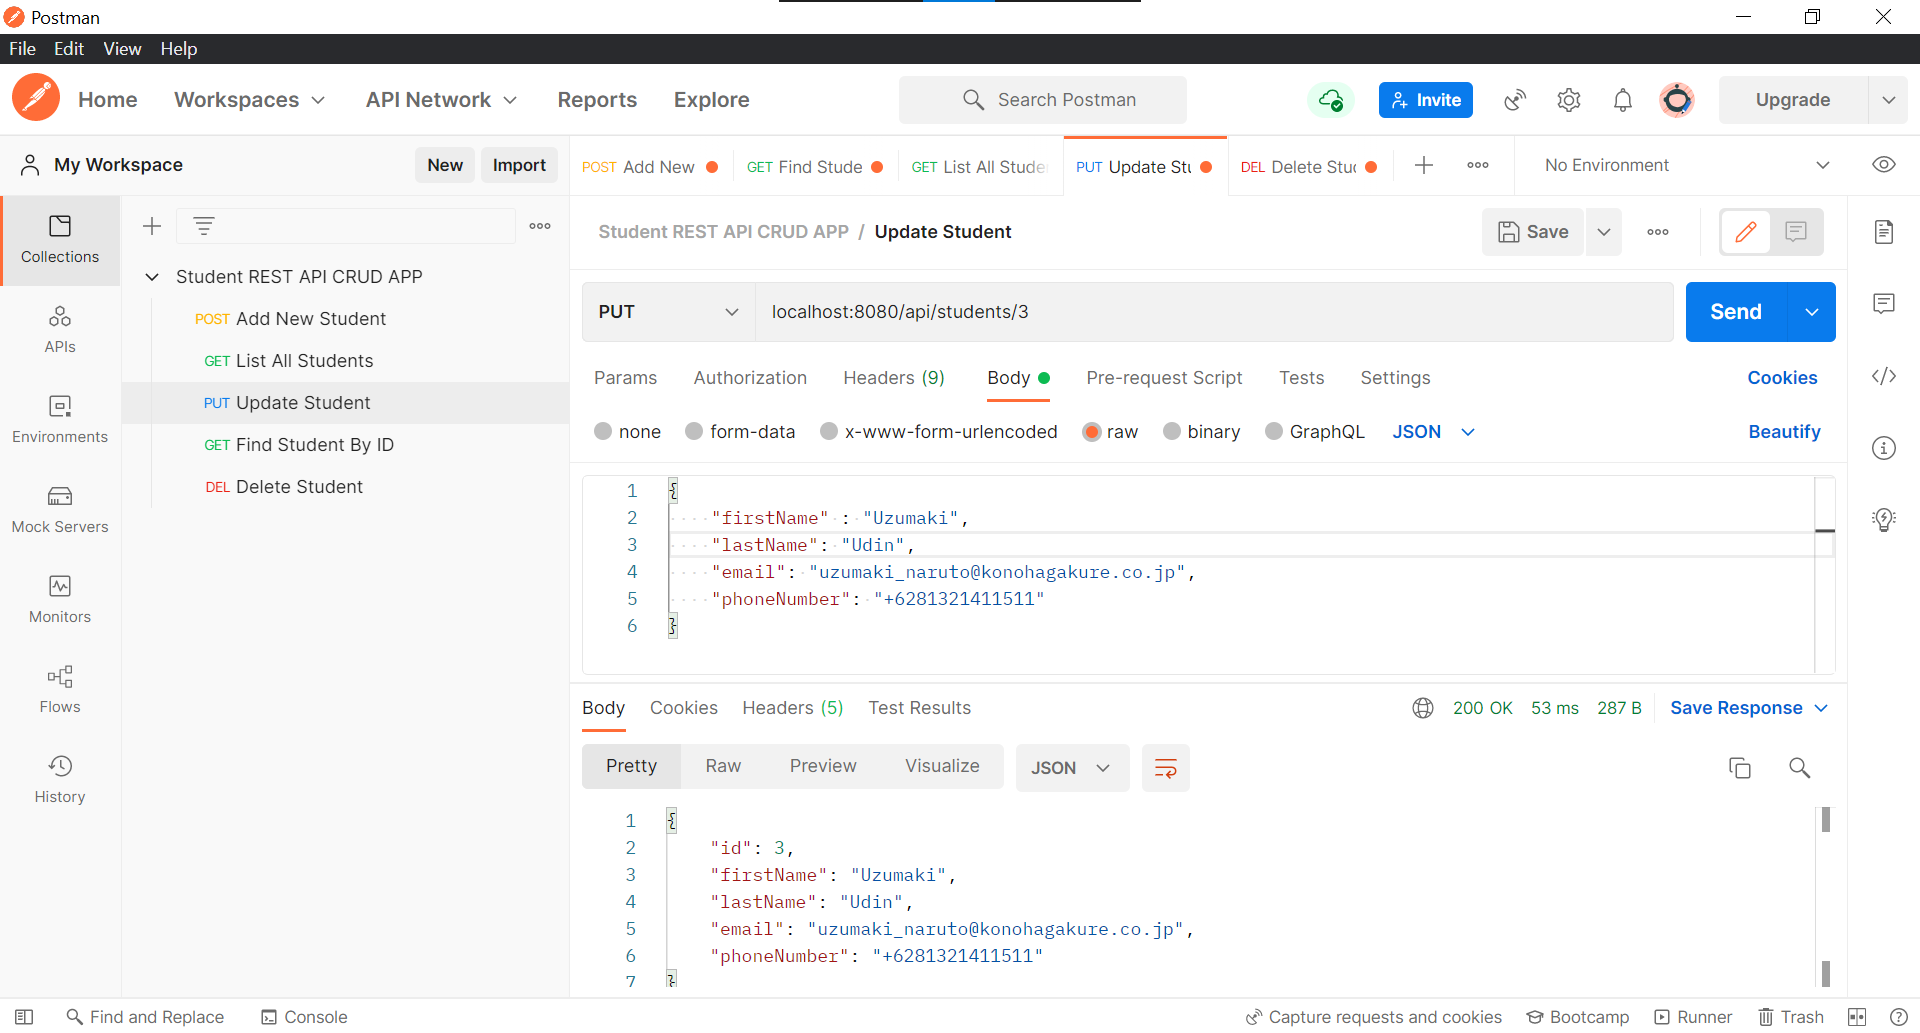 Postman
File Edit View Help
Home Workspaces API Network Reports Explore Search Postman Invite Upgrade
My Workspace New Import POST Add New GET Find Stude GET List All Stude PUT Update Stu DEL Delete Stuc No Environment
Collections
APIs
Environments
Mock Servers
Monitors
Flows
History
Student REST API CRUD APP
POST Add New Student
GET List All Students
PUT Update Student
GET Find Student By ID
DEL Delete Student
Student REST API CRUD APP / Update Student Save
PUT localhost:8080/api/students/3 Send
Params Authorization Headers (9) Body Pre-request Script Tests Settings Cookies
none form-data x-www-form-urlencoded raw binary GraphQL JSON Beautify
1 {
2 "firstName" : "Uzumaki",
3 "lastName": "Udin",
4 "email": "uzumaki_naruto@konohagakure.co.jp",
5 "phoneNumber": "+6281321411511"
6 }
Body Cookies Headers (5) Test Results 200 OK 53 ms 287 B Save Response
Pretty Raw Preview Visualize JSON
1 {
2 "id": 3,
3 "firstName": "Uzumaki",
4 "lastName": "Udin",
5 "email": "uzumaki_naruto@konohagakure.co.jp",
6 "phoneNumber": "+6281321411511"
7 }
Find and Replace Console Capture requests and cookies Bootcamp Runner Trash